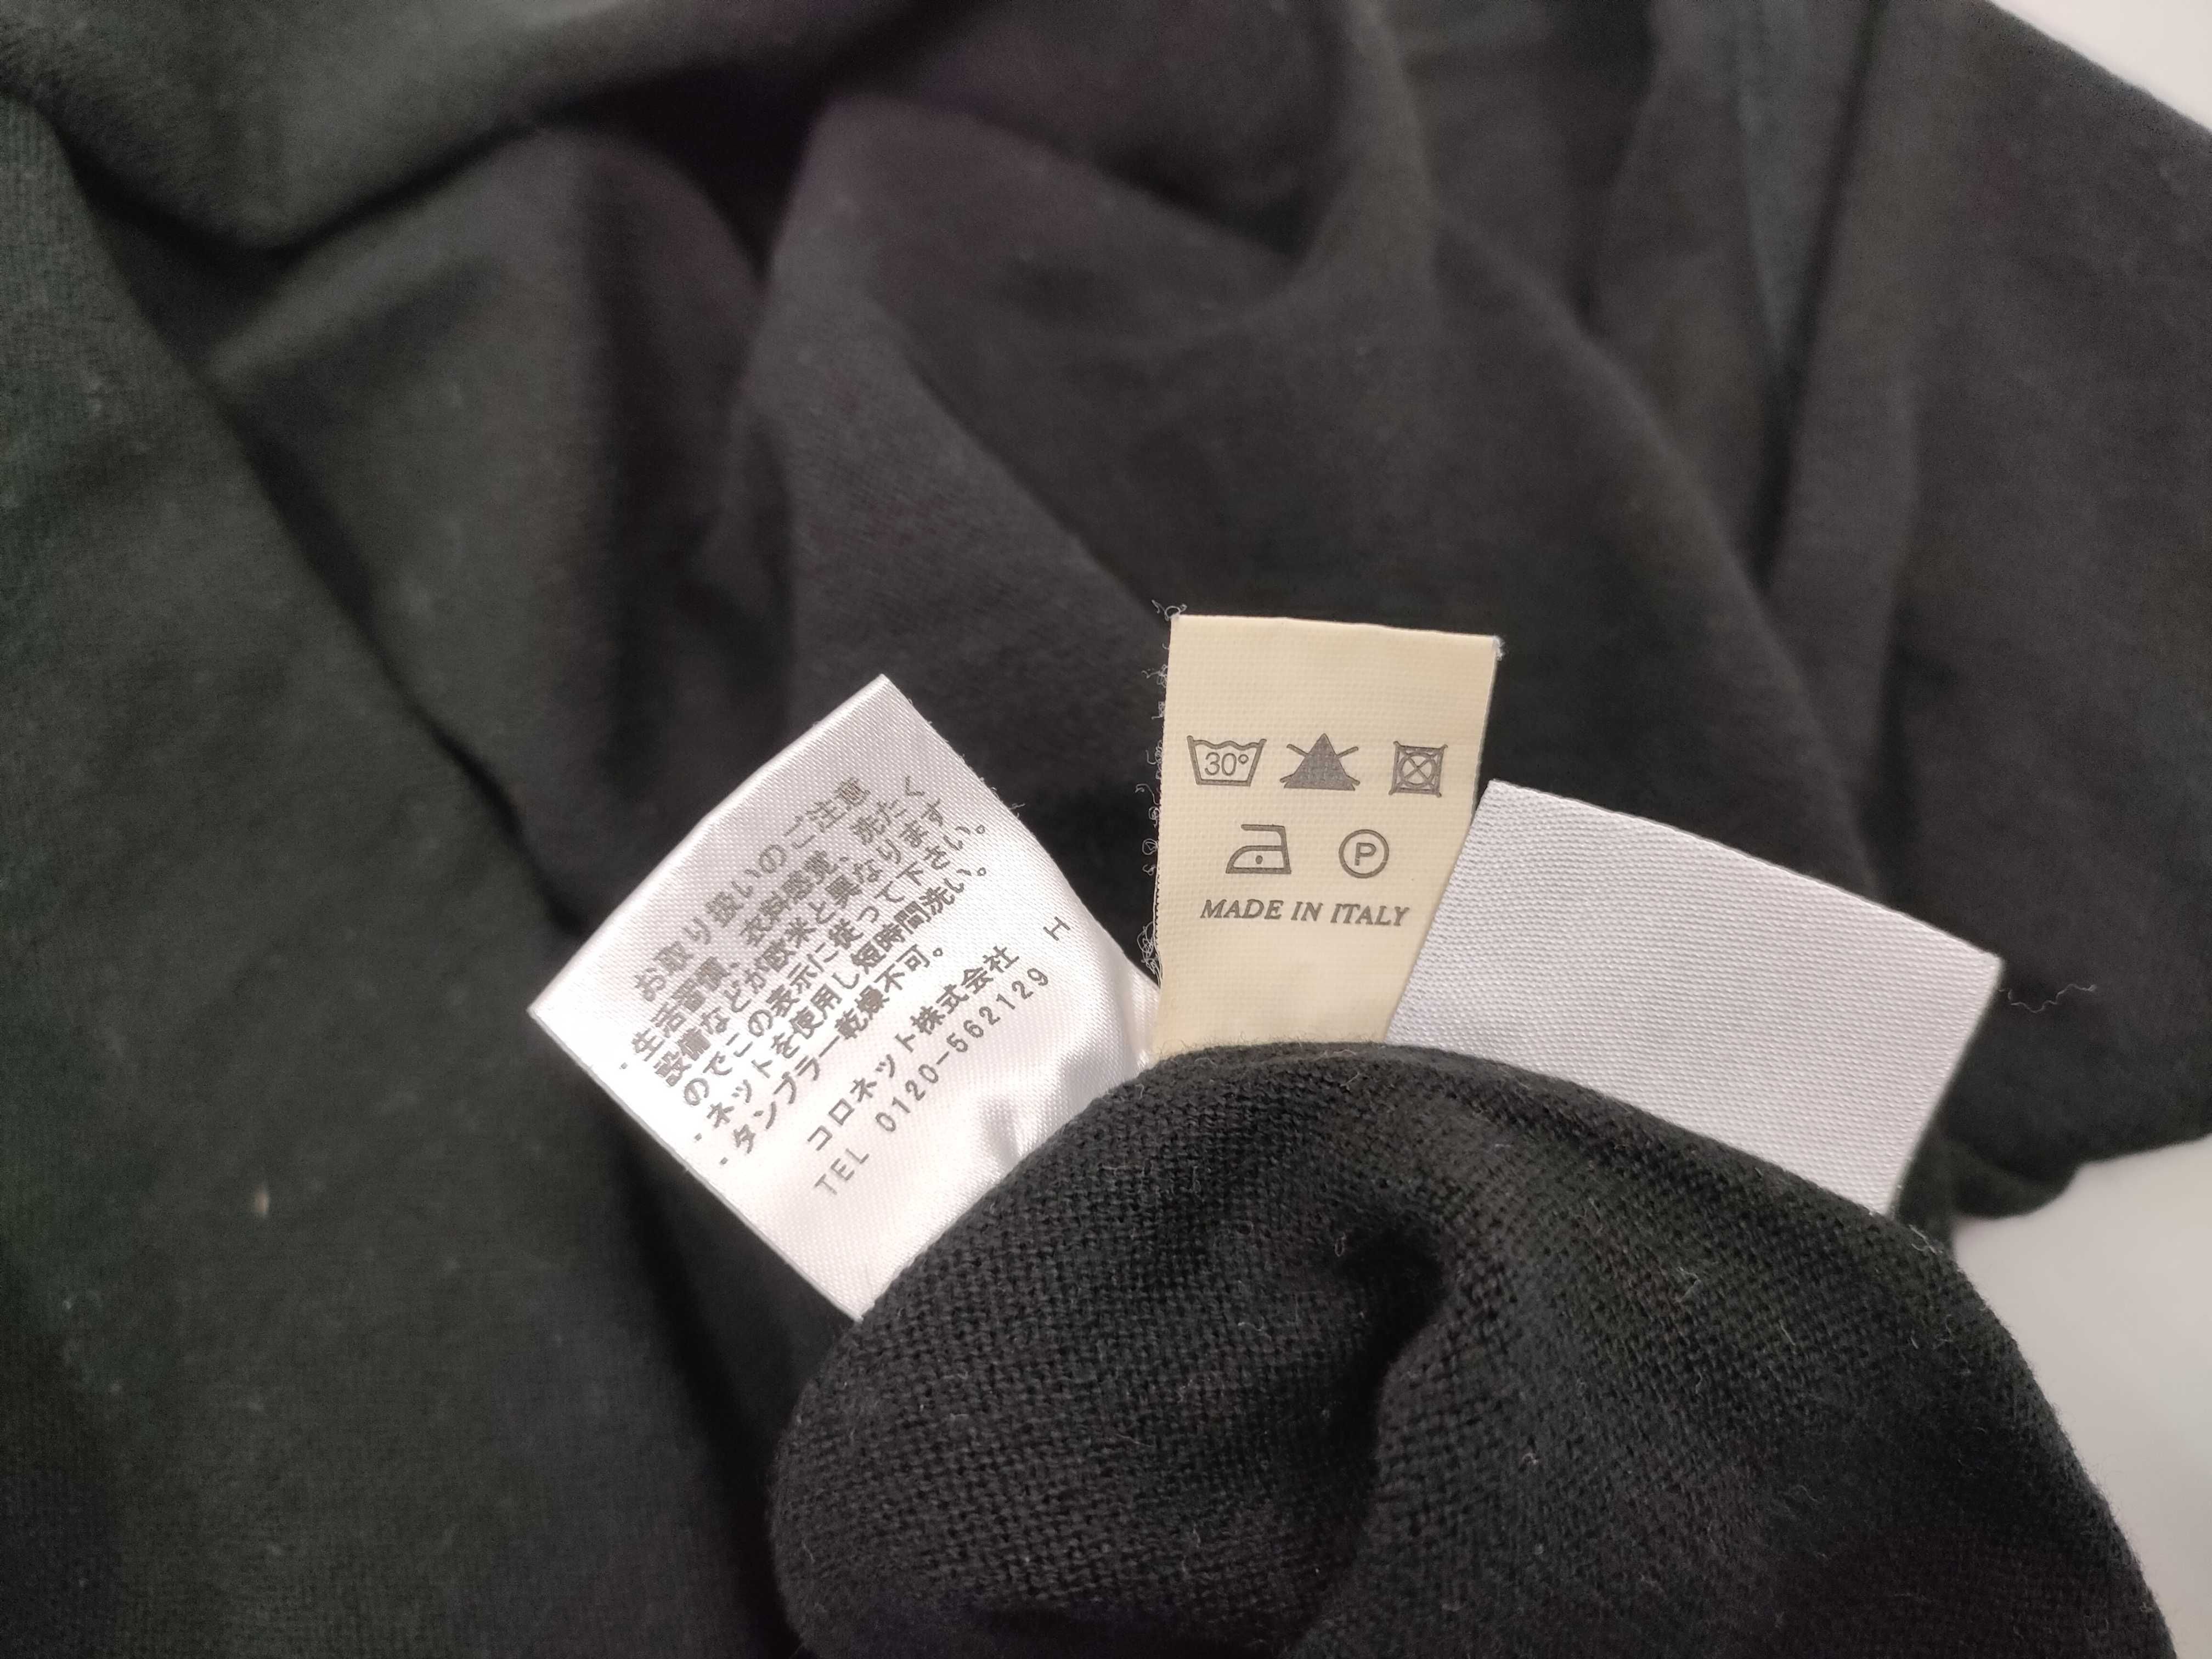 お取り扱いのご注意
・生活習慣、衣料感覚、洗たく
設備などが欧米と異なります
のでこの表示に従って下さい。
・ネットを使用し短時間洗い。
・タンブラー乾燥不可。
コロネット株式会社
TEL 0120-562129
H
30°
P
MADE IN ITALY